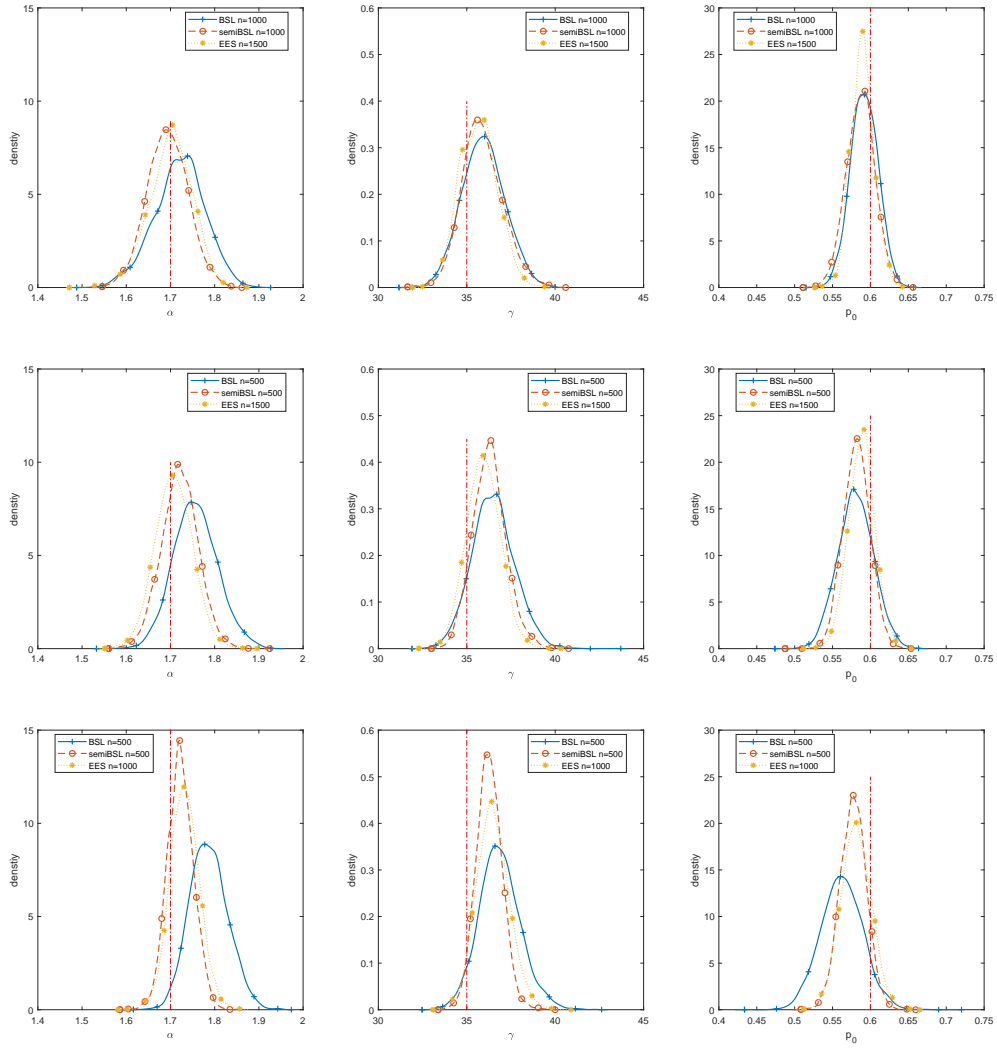 BSL n=1000
semiBSL n=1000
EES n=1500
15
10
5
0
denstiy
1.4 1.5 1.6 1.7 1.8 1.9 2
α
BSL n=1000
semiBSL n=1000
EES n=1500
0.6
0.5
0.4
0.3
0.2
0.1
0
denstiy
30 35 40 45
γ
BSL n=1000
semiBSL n=1000
EES n=1500
30
25
20
15
10
5
0
denstiy
0.4 0.45 0.5 0.55 0.6 0.65 0.7 0.75
p0
BSL n=500
semiBSL n=500
EES n=1500
15
10
5
0
denstiy
1.4 1.5 1.6 1.7 1.8 1.9 2
α
BSL n=500
semiBSL n=500
EES n=1500
0.6
0.5
0.4
0.3
0.2
0.1
0
denstiy
30 35 40 45
γ
BSL n=500
semiBSL n=500
EES n=1500
30
25
20
15
10
5
0
denstiy
0.4 0.45 0.5 0.55 0.6 0.65 0.7 0.75
p0
BSL n=500
semiBSL n=500
EES n=1000
15
10
5
0
denstiy
1.4 1.5 1.6 1.7 1.8 1.9 2
α
BSL n=500
semiBSL n=500
EES n=1000
0.6
0.5
0.4
0.3
0.2
0.1
0
denstiy
30 35 40 45
γ
BSL n=500
semiBSL n=500
EES n=1000
30
25
20
15
10
5
0
denstiy
0.4 0.45 0.5 0.55 0.6 0.65 0.7 0.75
p0